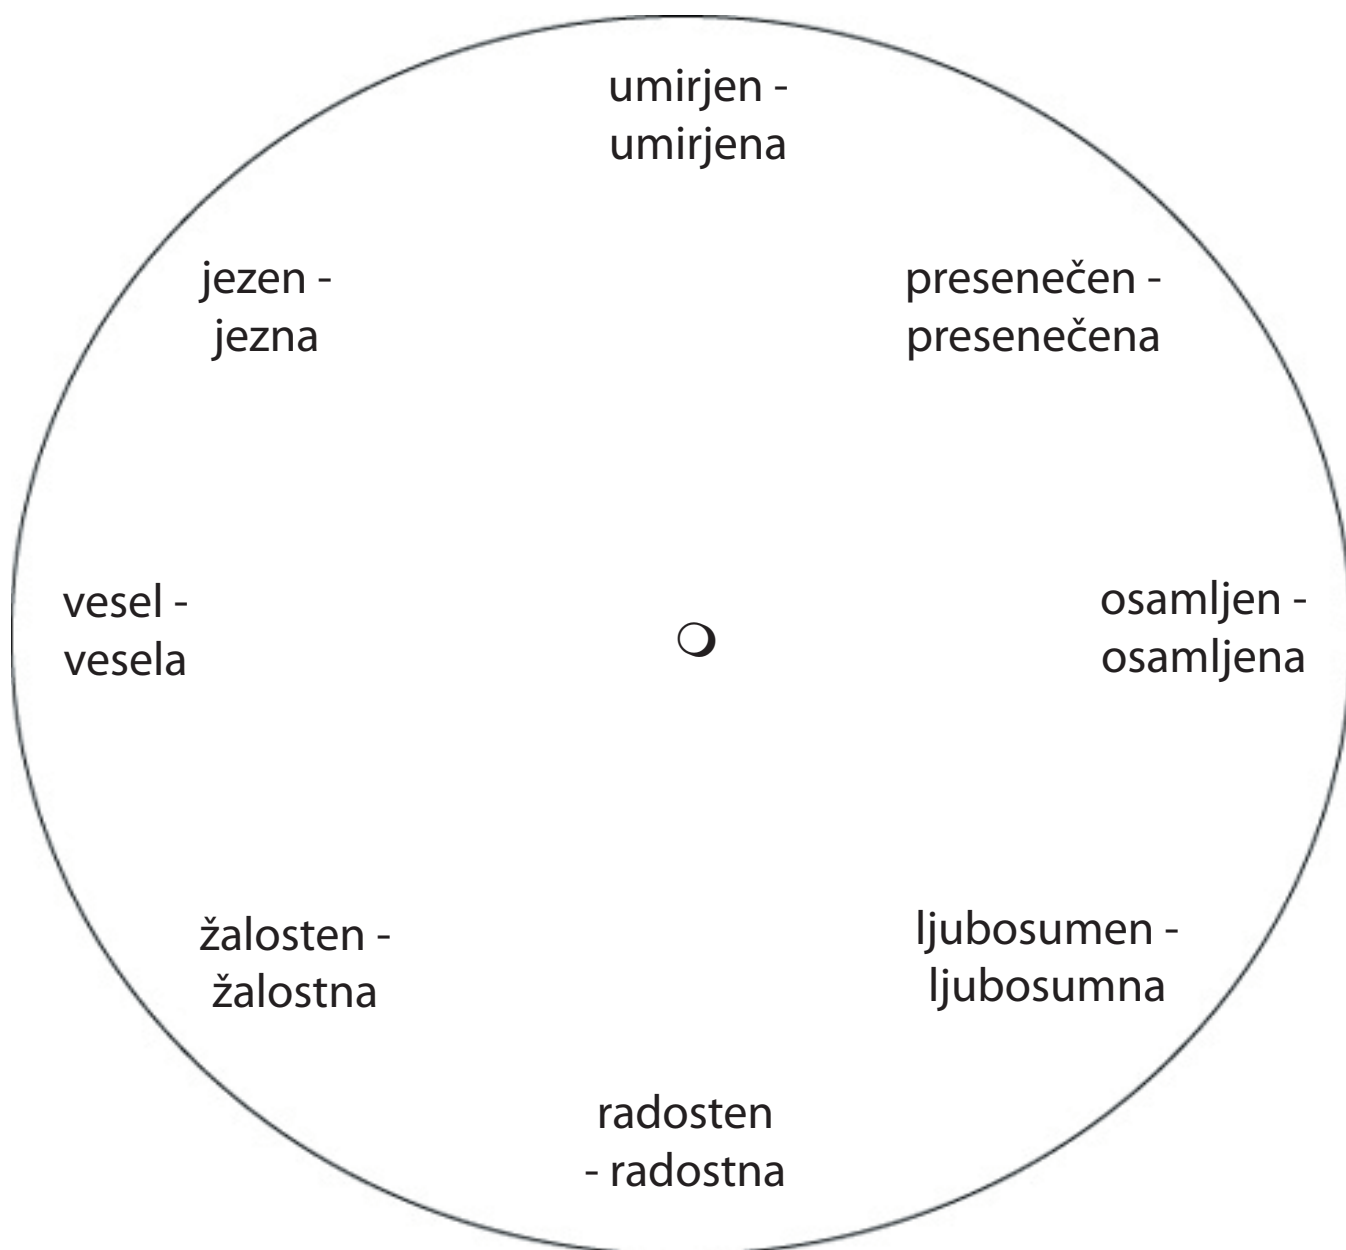 umirjen -
umirjena
jezen -
jezna
presenečen -
presenečena
vesel -
vesela
osamljen -
osamljena
žalosten -
žalostna
ljubosumen -
ljubosumna
radosten
- radostna